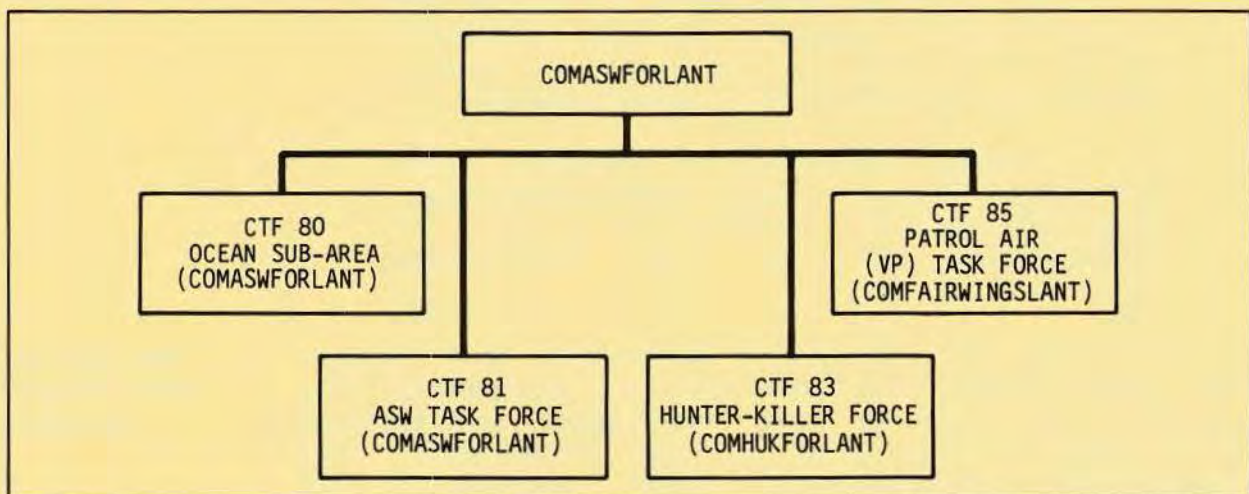 COMASWFORLANT
CTF 80
OCEAN SUB-AREA
(COMASWFORLANT)
CTF 85
PATROL AIR
(VP) TASK FORCE
(COMFAIRWINGSLANT)
CTF 81
ASW TASK FORCE
(COMASWFORLANT)
CTF 83
HUNTER-KILLER FORCE
(COMHUKFORLANT)